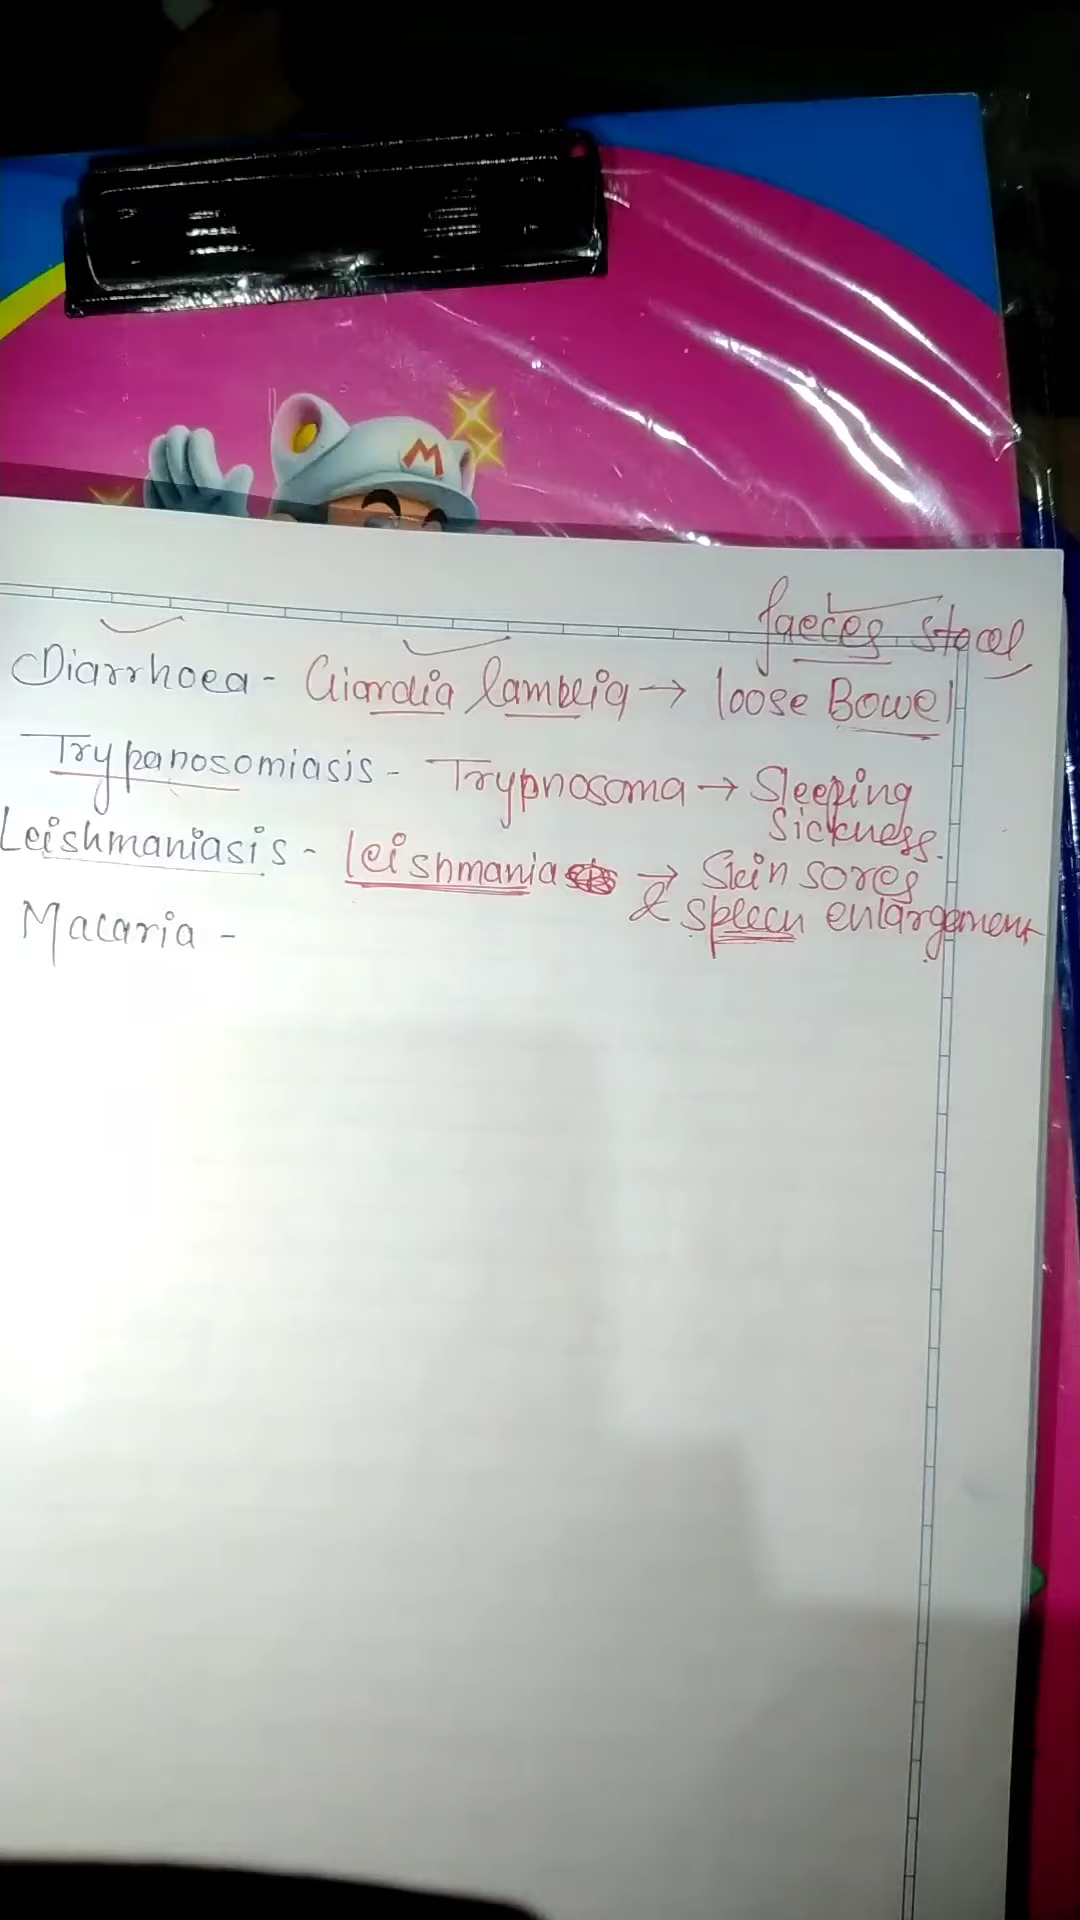 M
faeces stool
Diarrhoea - Giardia lamblia → loose Bowel
Trypanosomiasis - Trypnosoma → Sleeping
Sickness.
Leishmaniasis - leishmania → Skin sores
& spleen enlargement
Malaria -